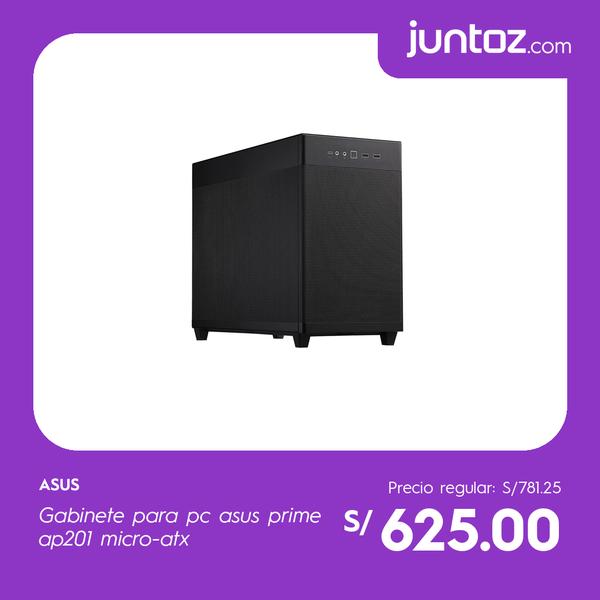 juntoz.com
ASUS
Gabinete para pc asus prime
ap201 micro-atx
Precio regular: S/781.25
S/ 625.00